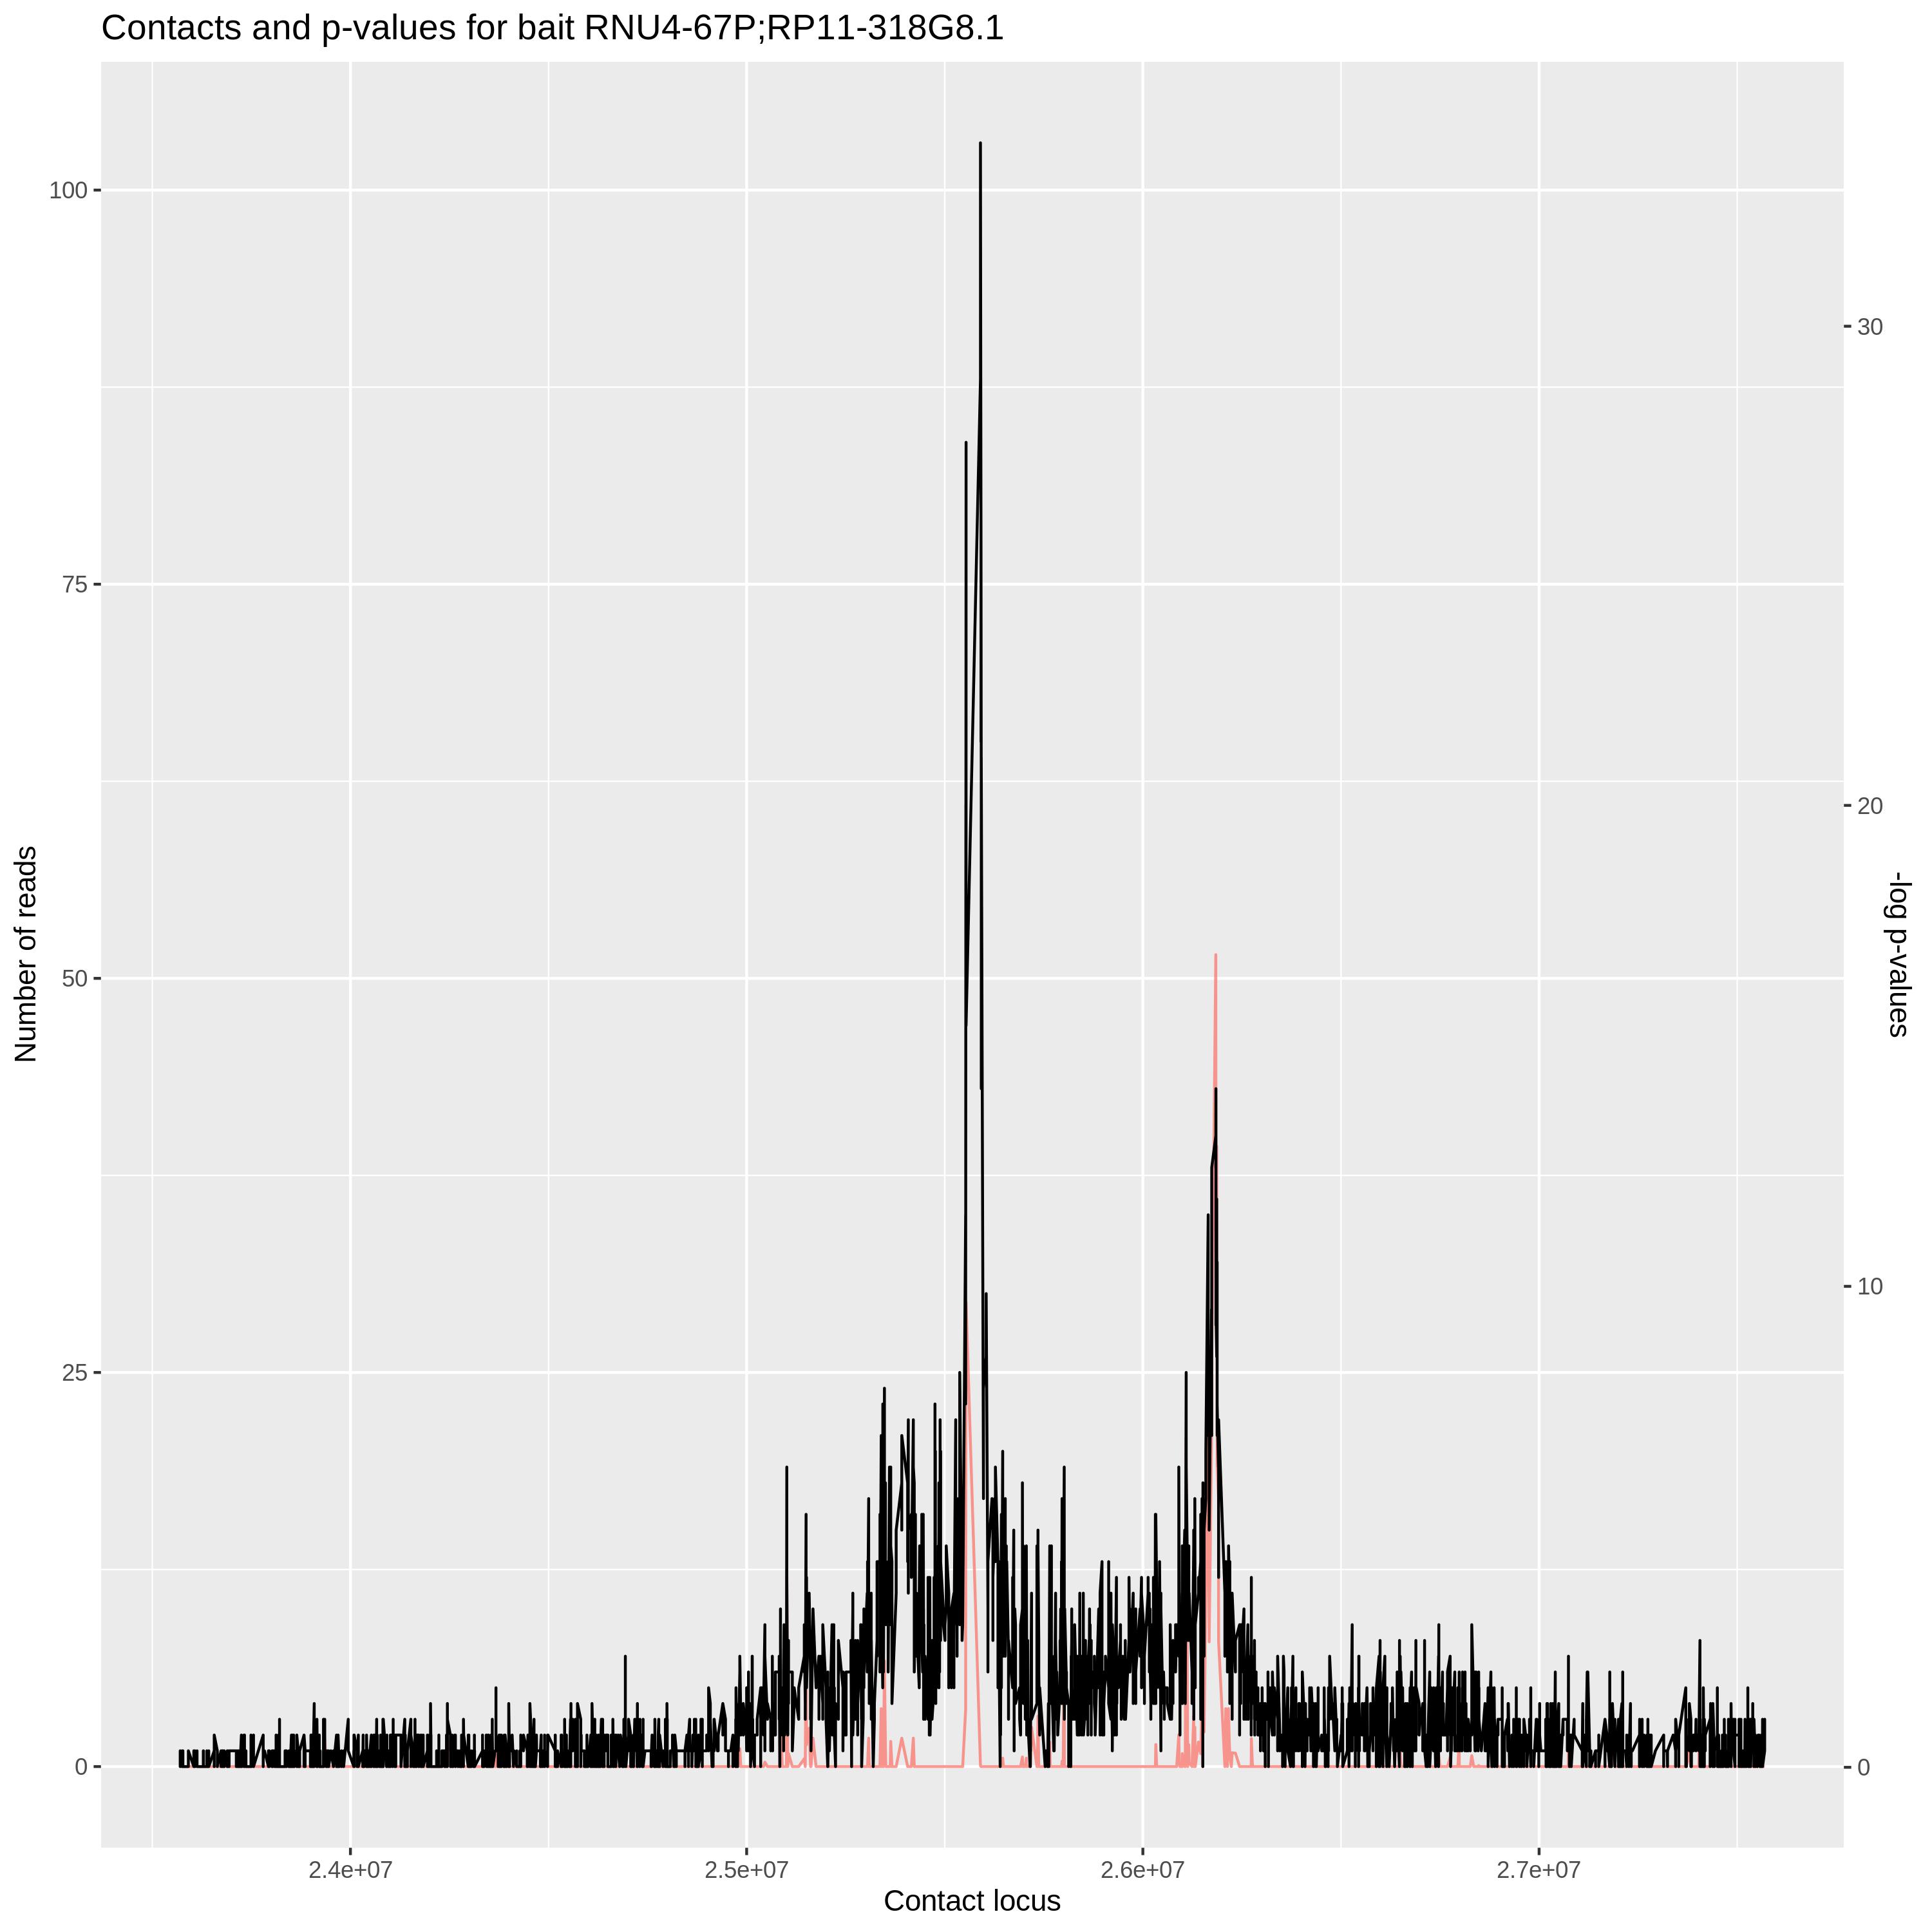 Contacts and p-values for bait RNU4-67P;RP11-318G8.1
100
75
50
25
0
Number of reads
30
20
10
0
-log p-values
2.4e+07
2.5e+07
2.6e+07
2.7e+07
Contact locus